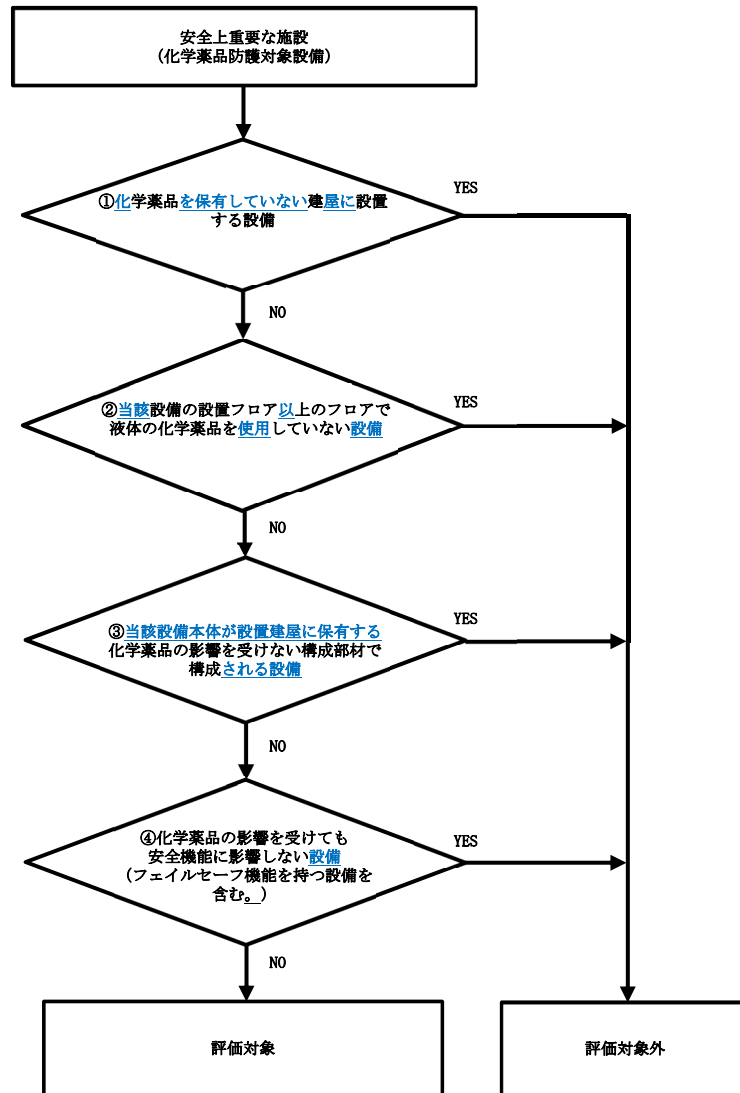 安全上重要な施設
(化学薬品防護対象設備)
①化学薬品を保有していない建屋に設置
する設備
YES
NO
②当該設備の設置フロア以上のフロアで
液体の化学薬品を使用していない設備
YES
NO
③当該設備本体が設置建屋に保有する
化学薬品の影響を受けない構成部材で
構成される設備
YES
NO
④化学薬品の影響を受けても
安全機能に影響しない設備
(フェイルセーフ機能を持つ設備を
含む。)
YES
NO
評価対象
評価対象外